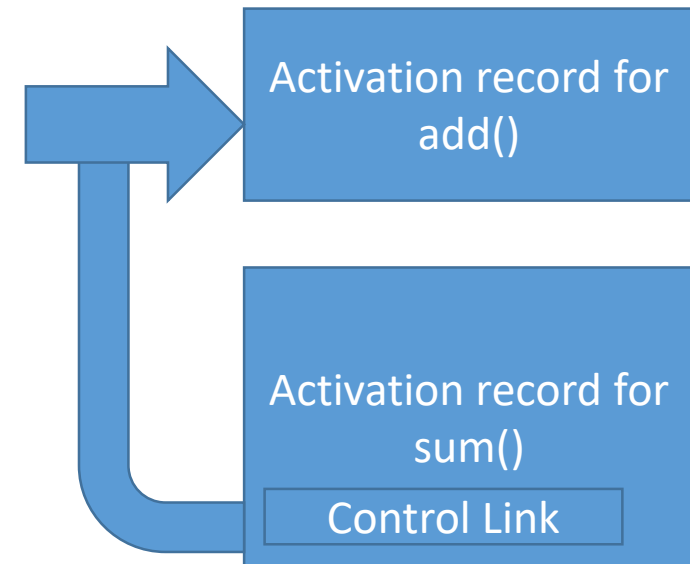 Activation record for
add()
Activation record for
sum()
Control Link